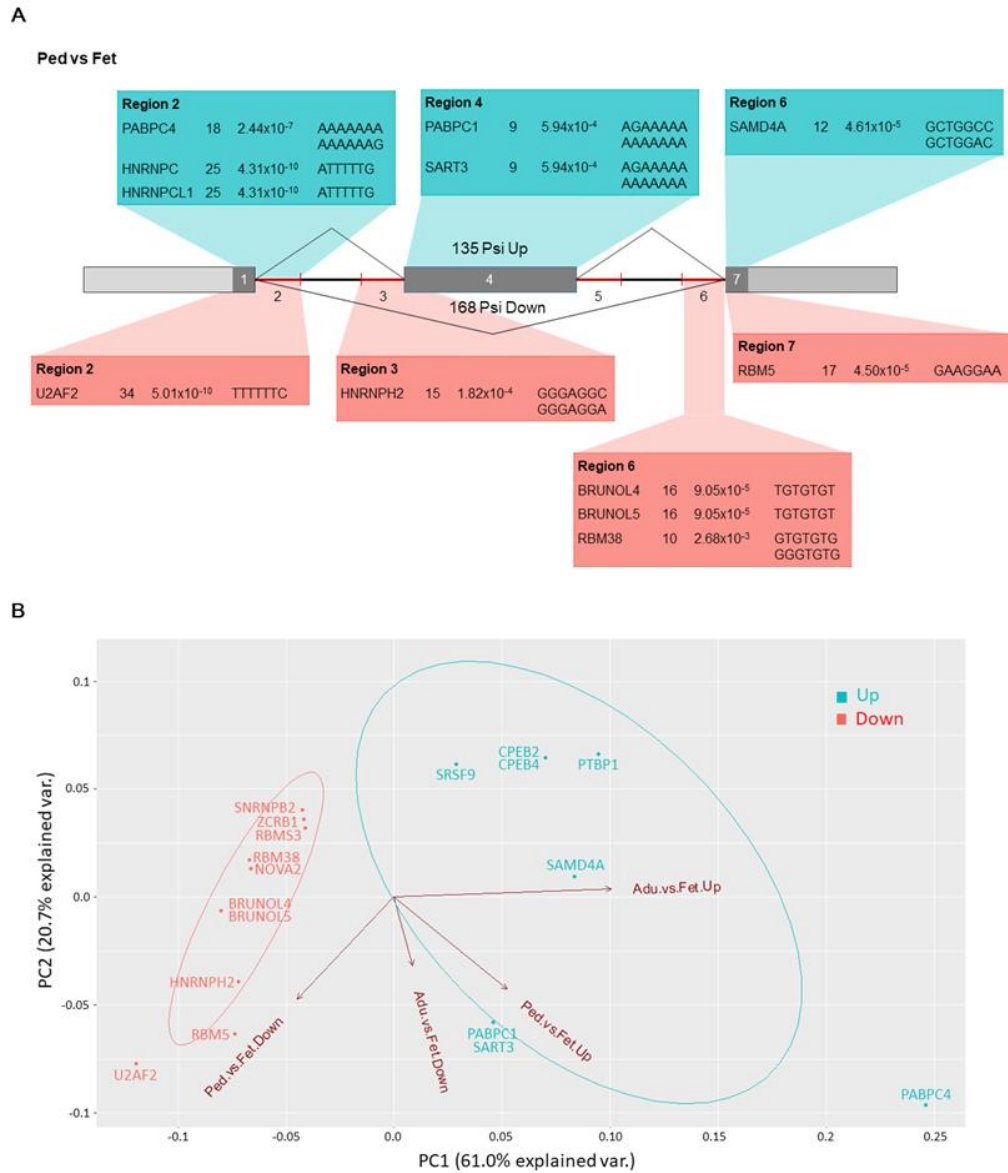 A
Ped vs Fet
Region 2
PABPC4 18 2.44x10⁻⁷ AAAAAAA
AAAAAAG
HNRNPC 25 4.31x10⁻¹⁰ ATTTTTG
HNRNPCL1 25 4.31x10⁻¹⁰ ATTTTTG
Region 4
PABPC1 9 5.94x10⁻⁴ AGAAAAA
AAAAAAA
SART3 9 5.94x10⁻⁴ AGAAAAA
AAAAAAA
Region 6
SAMD4A 12 4.61x10⁻⁵ GCTGGCC
GCTGGAC
135 Psi Up
1 2 3 4 5 6 7
168 Psi Down
Region 2
U2AF2 34 5.01x10⁻¹⁰ TTTTTTC
Region 3
HNRNPH2 15 1.82x10⁻⁴ GGGAGGC
GGGAGGA
Region 7
RBM5 17 4.50x10⁻⁵ GAAGGAA
Region 6
BRUNOL4 16 9.05x10⁻⁵ TGTGTGT
BRUNOL5 16 9.05x10⁻⁵ TGTGTGT
RBM38 10 2.68x10⁻³ GTGTGTG
GGGTGTG
B
Up
Down
PC2 (20.7% explained var.)
0.1
0.05
0.0
-0.05
-0.1
SNRNPB2
ZCRB1
RBMS3
RBM38
NOVA2
BRUNOL4
BRUNOL5
HNRNPH2
RBM5
U2AF2
SRSF9
CPEB2
CPEB4
PTBP1
SAMD4A
PABPC1
SART3
PABPC4
Adu.vs.Fet.Up
Ped.vs.Fet.Up
Adu.vs.Fet.Down
Ped.vs.Fet.Down
-0.1 -0.05 0.0 0.05 0.10 0.15 0.2 0.25
PC1 (61.0% explained var.)